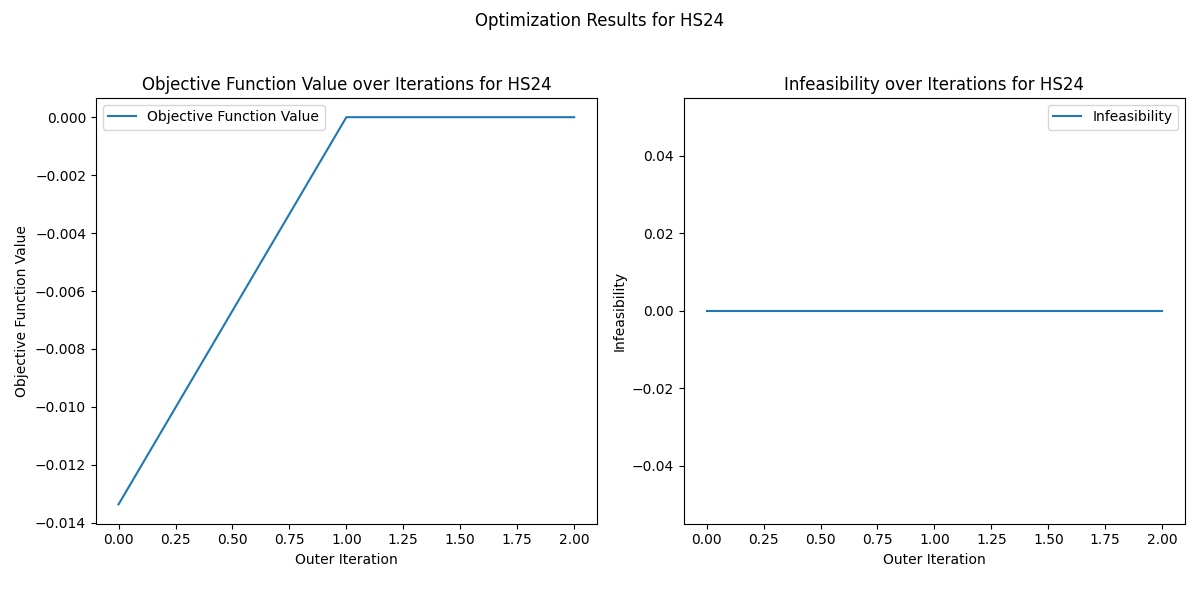 Optimization Results for HS24
Objective Function Value over Iterations for HS24
Objective Function Value
0.000
−0.002
−0.004
−0.006
−0.008
−0.010
−0.012
−0.014
Objective Function Value
0.00 0.25 0.50 0.75 1.00 1.25 1.50 1.75 2.00
Outer Iteration
Infeasibility over Iterations for HS24
Infeasibility
0.04
0.02
0.00
−0.02
−0.04
Infeasibility
0.00 0.25 0.50 0.75 1.00 1.25 1.50 1.75 2.00
Outer Iteration